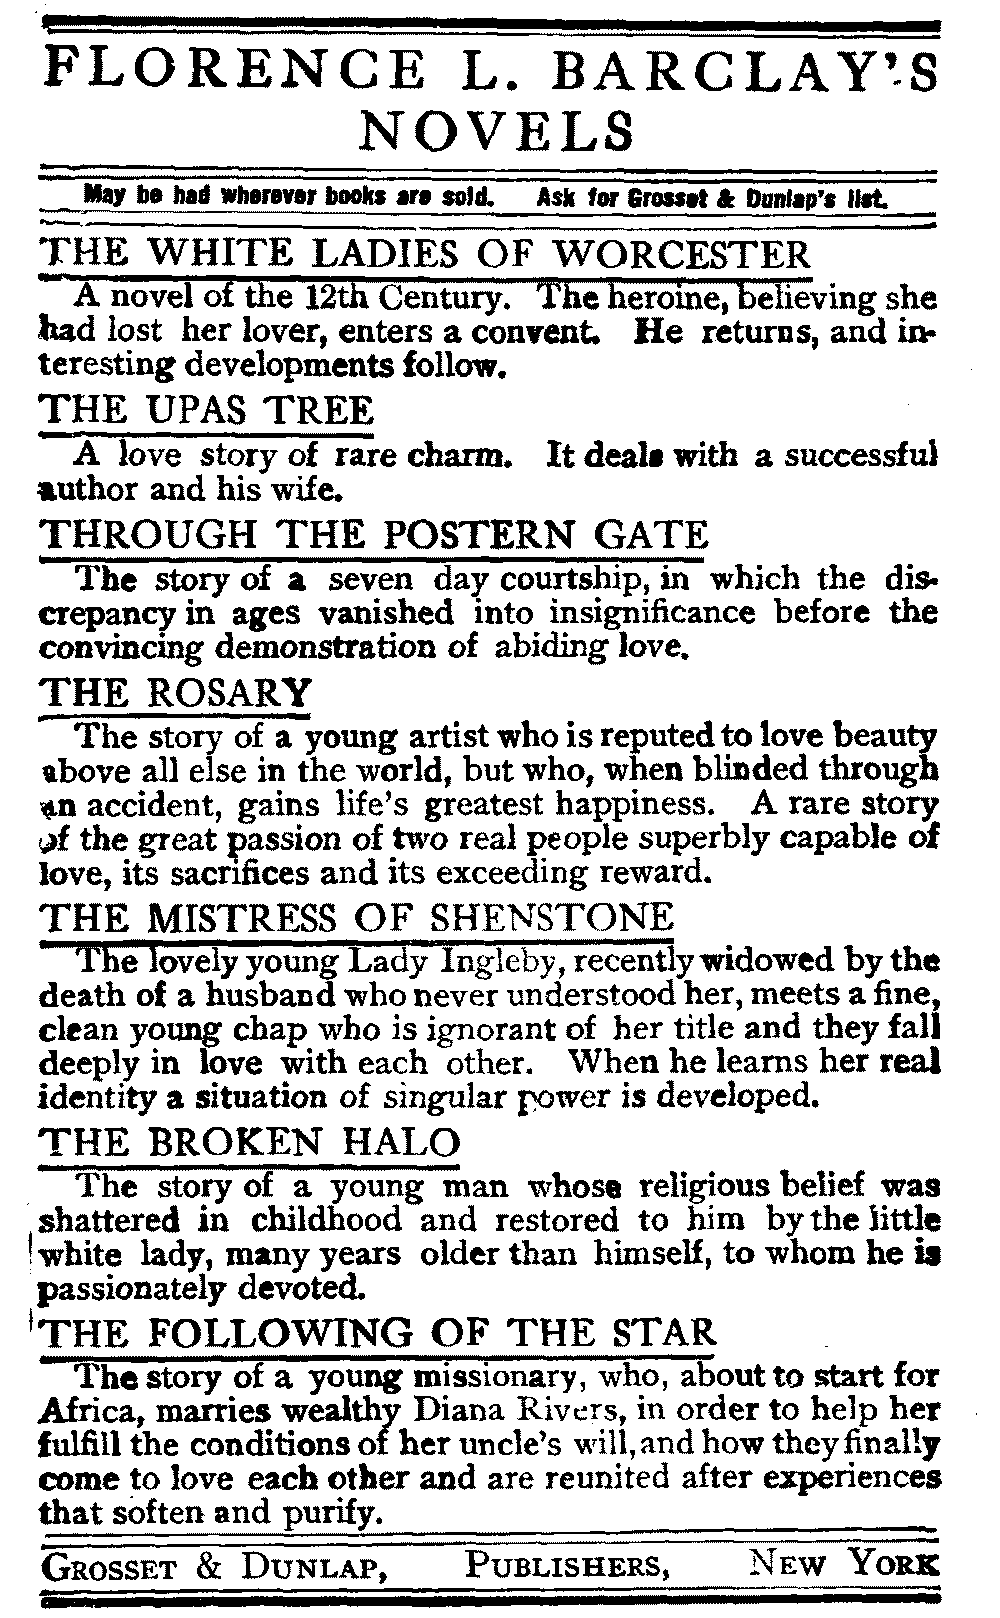 FLORENCE L. BARCLAY'S
NOVELS
May be had wherever books are sold. Ask for Grosset & Dunlap's list.
THE WHITE LADIES OF WORCESTER
A novel of the 12th Century. The heroine, believing she
had lost her lover, enters a convent. He returns, and in-
teresting developments follow.
THE UPAS TREE
A love story of rare charm. It deals with a successful
author and his wife.
THROUGH THE POSTERN GATE
The story of a seven day courtship, in which the dis-
crepancy in ages vanished into insignificance before the
convincing demonstration of abiding love.
THE ROSARY
The story of a young artist who is reputed to love beauty
above all else in the world, but who, when blinded through
an accident, gains life's greatest happiness. A rare story
of the great passion of two real people superbly capable of
love, its sacrifices and its exceeding reward.
THE MISTRESS OF SHENSTONE
The lovely young Lady Ingleby, recently widowed by the
death of a husband who never understood her, meets a fine,
clean young chap who is ignorant of her title and they fall
deeply in love with each other. When he learns her real
identity a situation of singular power is developed.
THE BROKEN HALO
The story of a young man whose religious belief was
shattered in childhood and restored to him by the little
white lady, many years older than himself, to whom he is
passionately devoted.
THE FOLLOWING OF THE STAR
The story of a young missionary, who, about to start for
Africa, marries wealthy Diana Rivers, in order to help her
fulfill the conditions of her uncle's will, and how they finally
come to love each other and are reunited after experiences
that soften and purify.
GROSSET & DUNLAP, PUBLISHERS, NEW YORK